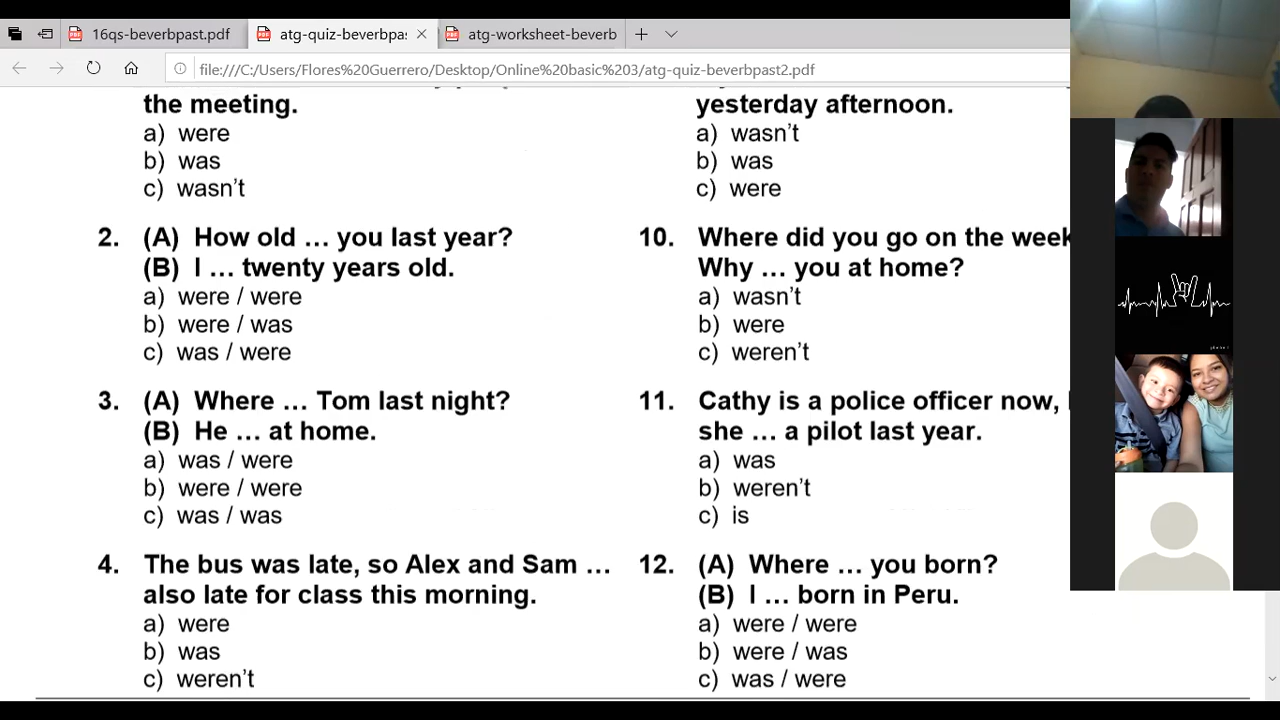 16qs-beverbpast.pdf
atg-quiz-beverbpas
atg-worksheet-beverb
file:///C:/Users/Flores%20Guerrero/Desktop/Online%20basic%203/atg-quiz-beverbpast2.pdf
the meeting.
a) were
b) was
c) wasn't
2. (A) How old … you last year?
(B) I … twenty years old.
a) were / were
b) were / was
c) was / were
3. (A) Where … Tom last night?
(B) He … at home.
a) was / were
b) were / were
c) was / was
4. The bus was late, so Alex and Sam …
also late for class this morning.
a) were
b) was
c) weren't
yesterday afternoon.
a) wasn't
b) was
c) were
10. Where did you go on the week
Why … you at home?
a) wasn't
b) were
c) weren't
11. Cathy is a police officer now,
she … a pilot last year.
a) was
b) weren't
c) is
12. (A) Where … you born?
(B) I … born in Peru.
a) were / were
b) were / was
c) was / were